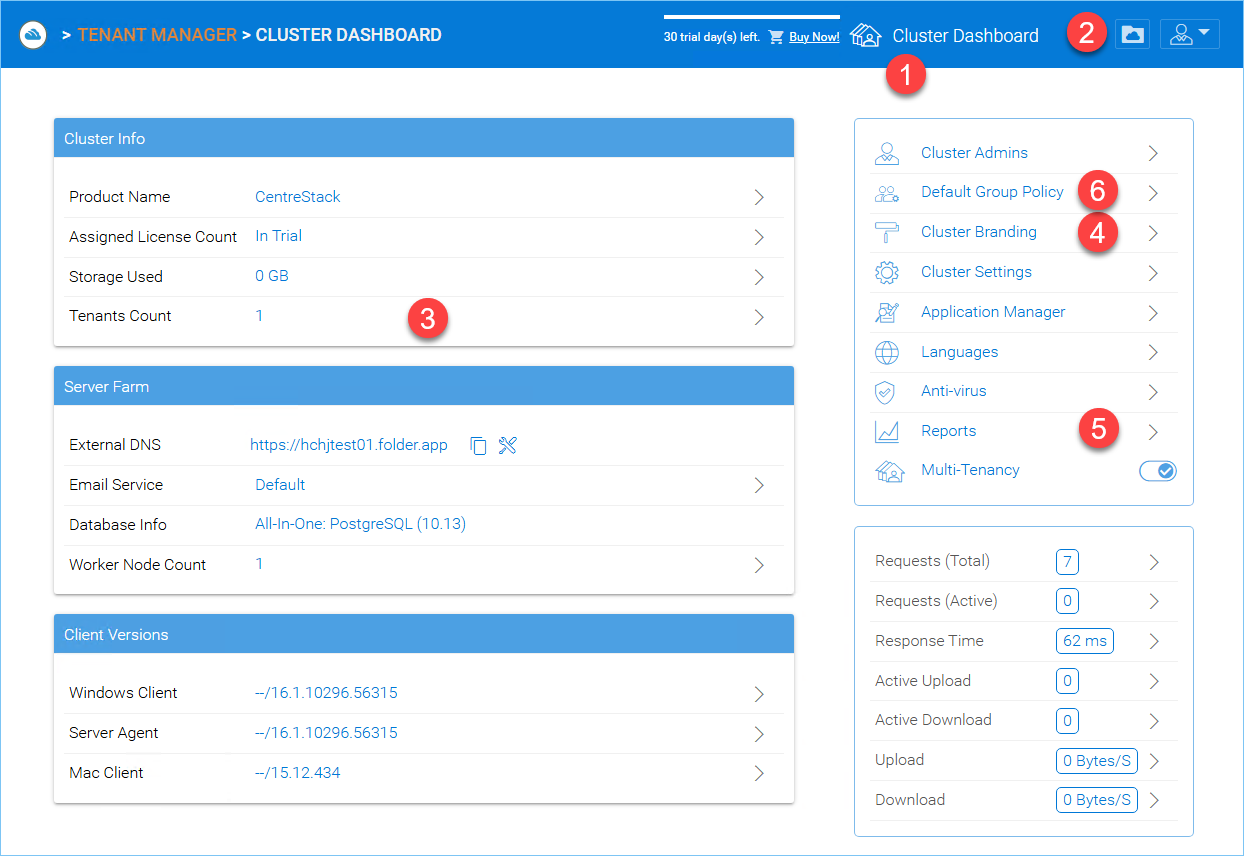 > TENANT MANAGER > CLUSTER DASHBOARD
30 trial day(s) left. Buy Now!
Cluster Dashboard
2
1
Cluster Info
Product Name CentreStack
Assigned License Count In Trial
Storage Used 0 GB
Tenants Count 1 3
Server Farm
External DNS https://hchjtest01.folder.app
Email Service Default
Database Info All-In-One: PostgreSQL (10.13)
Worker Node Count 1
Client Versions
Windows Client --/16.1.10296.56315
Server Agent --/16.1.10296.56315
Mac Client --/15.12.434
Cluster Admins
Default Group Policy 6
Cluster Branding 4
Cluster Settings
Application Manager
Languages
Anti-virus
Reports 5
Multi-Tenancy
Requests (Total) 7
Requests (Active) 0
Response Time 62 ms
Active Upload 0
Active Download 0
Upload 0 Bytes/S
Download 0 Bytes/S